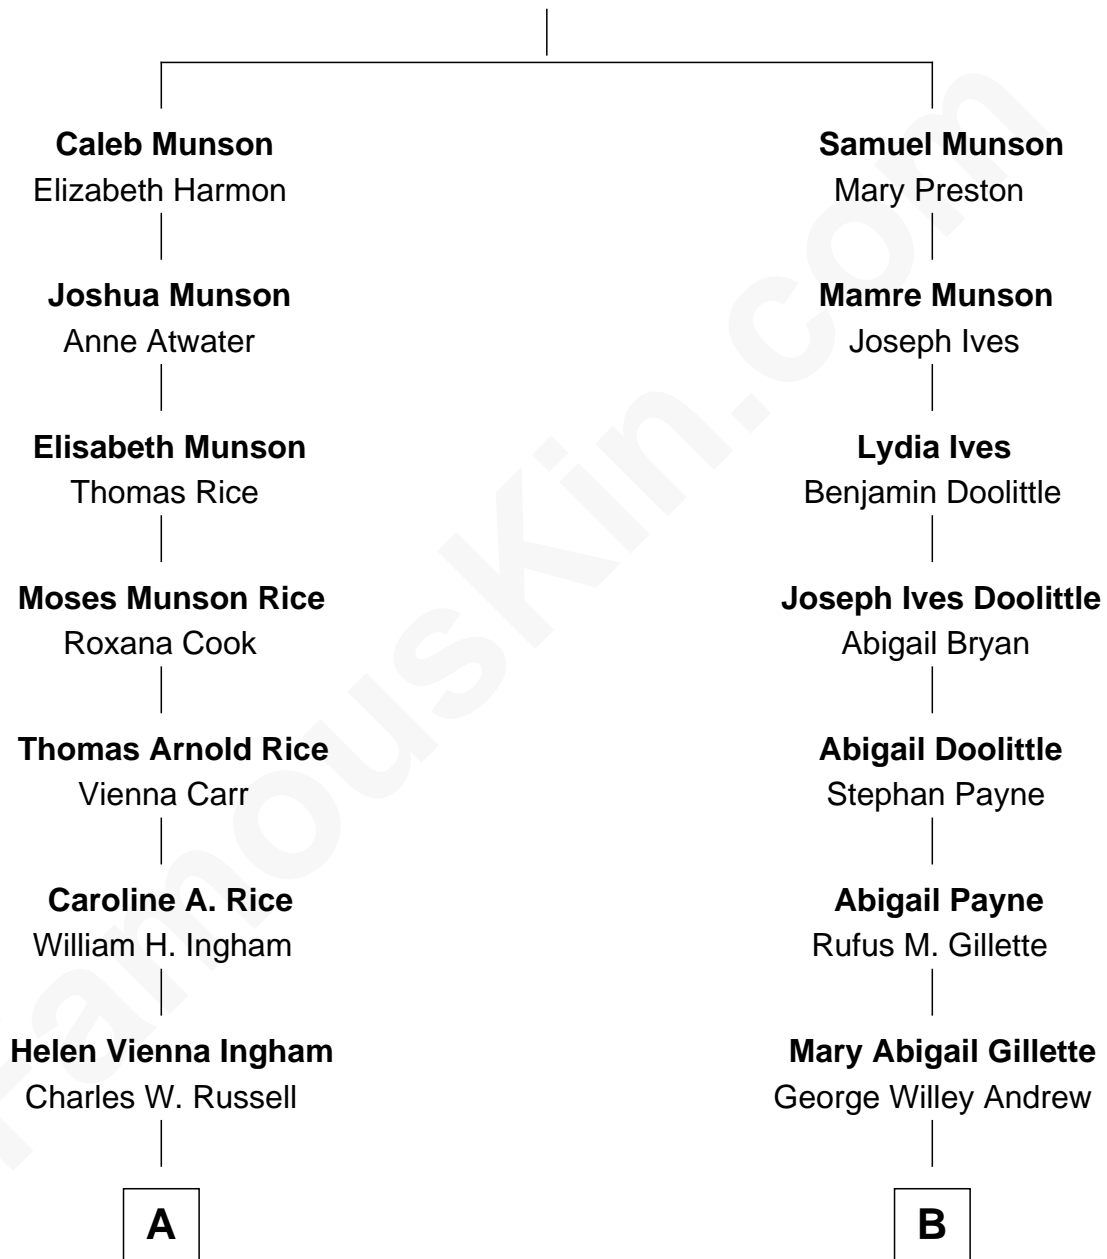 Caleb Munson
Elizabeth Harmon
Joshua Munson
Anne Atwater
Elisabeth Munson
Thomas Rice
Moses Munson Rice
Roxana Cook
Thomas Arnold Rice
Vienna Carr
Caroline A. Rice
William H. Ingham
Helen Vienna Ingham
Charles W. Russell
A
Samuel Munson
Mary Preston
Mamre Munson
Joseph Ives
Lydia Ives
Benjamin Doolittle
Joseph Ives Doolittle
Abigail Bryan
Abigail Doolittle
Stephan Payne
Abigail Payne
Rufus M. Gillette
Mary Abigail Gillette
George Willey Andrew
B
FamousKin.com